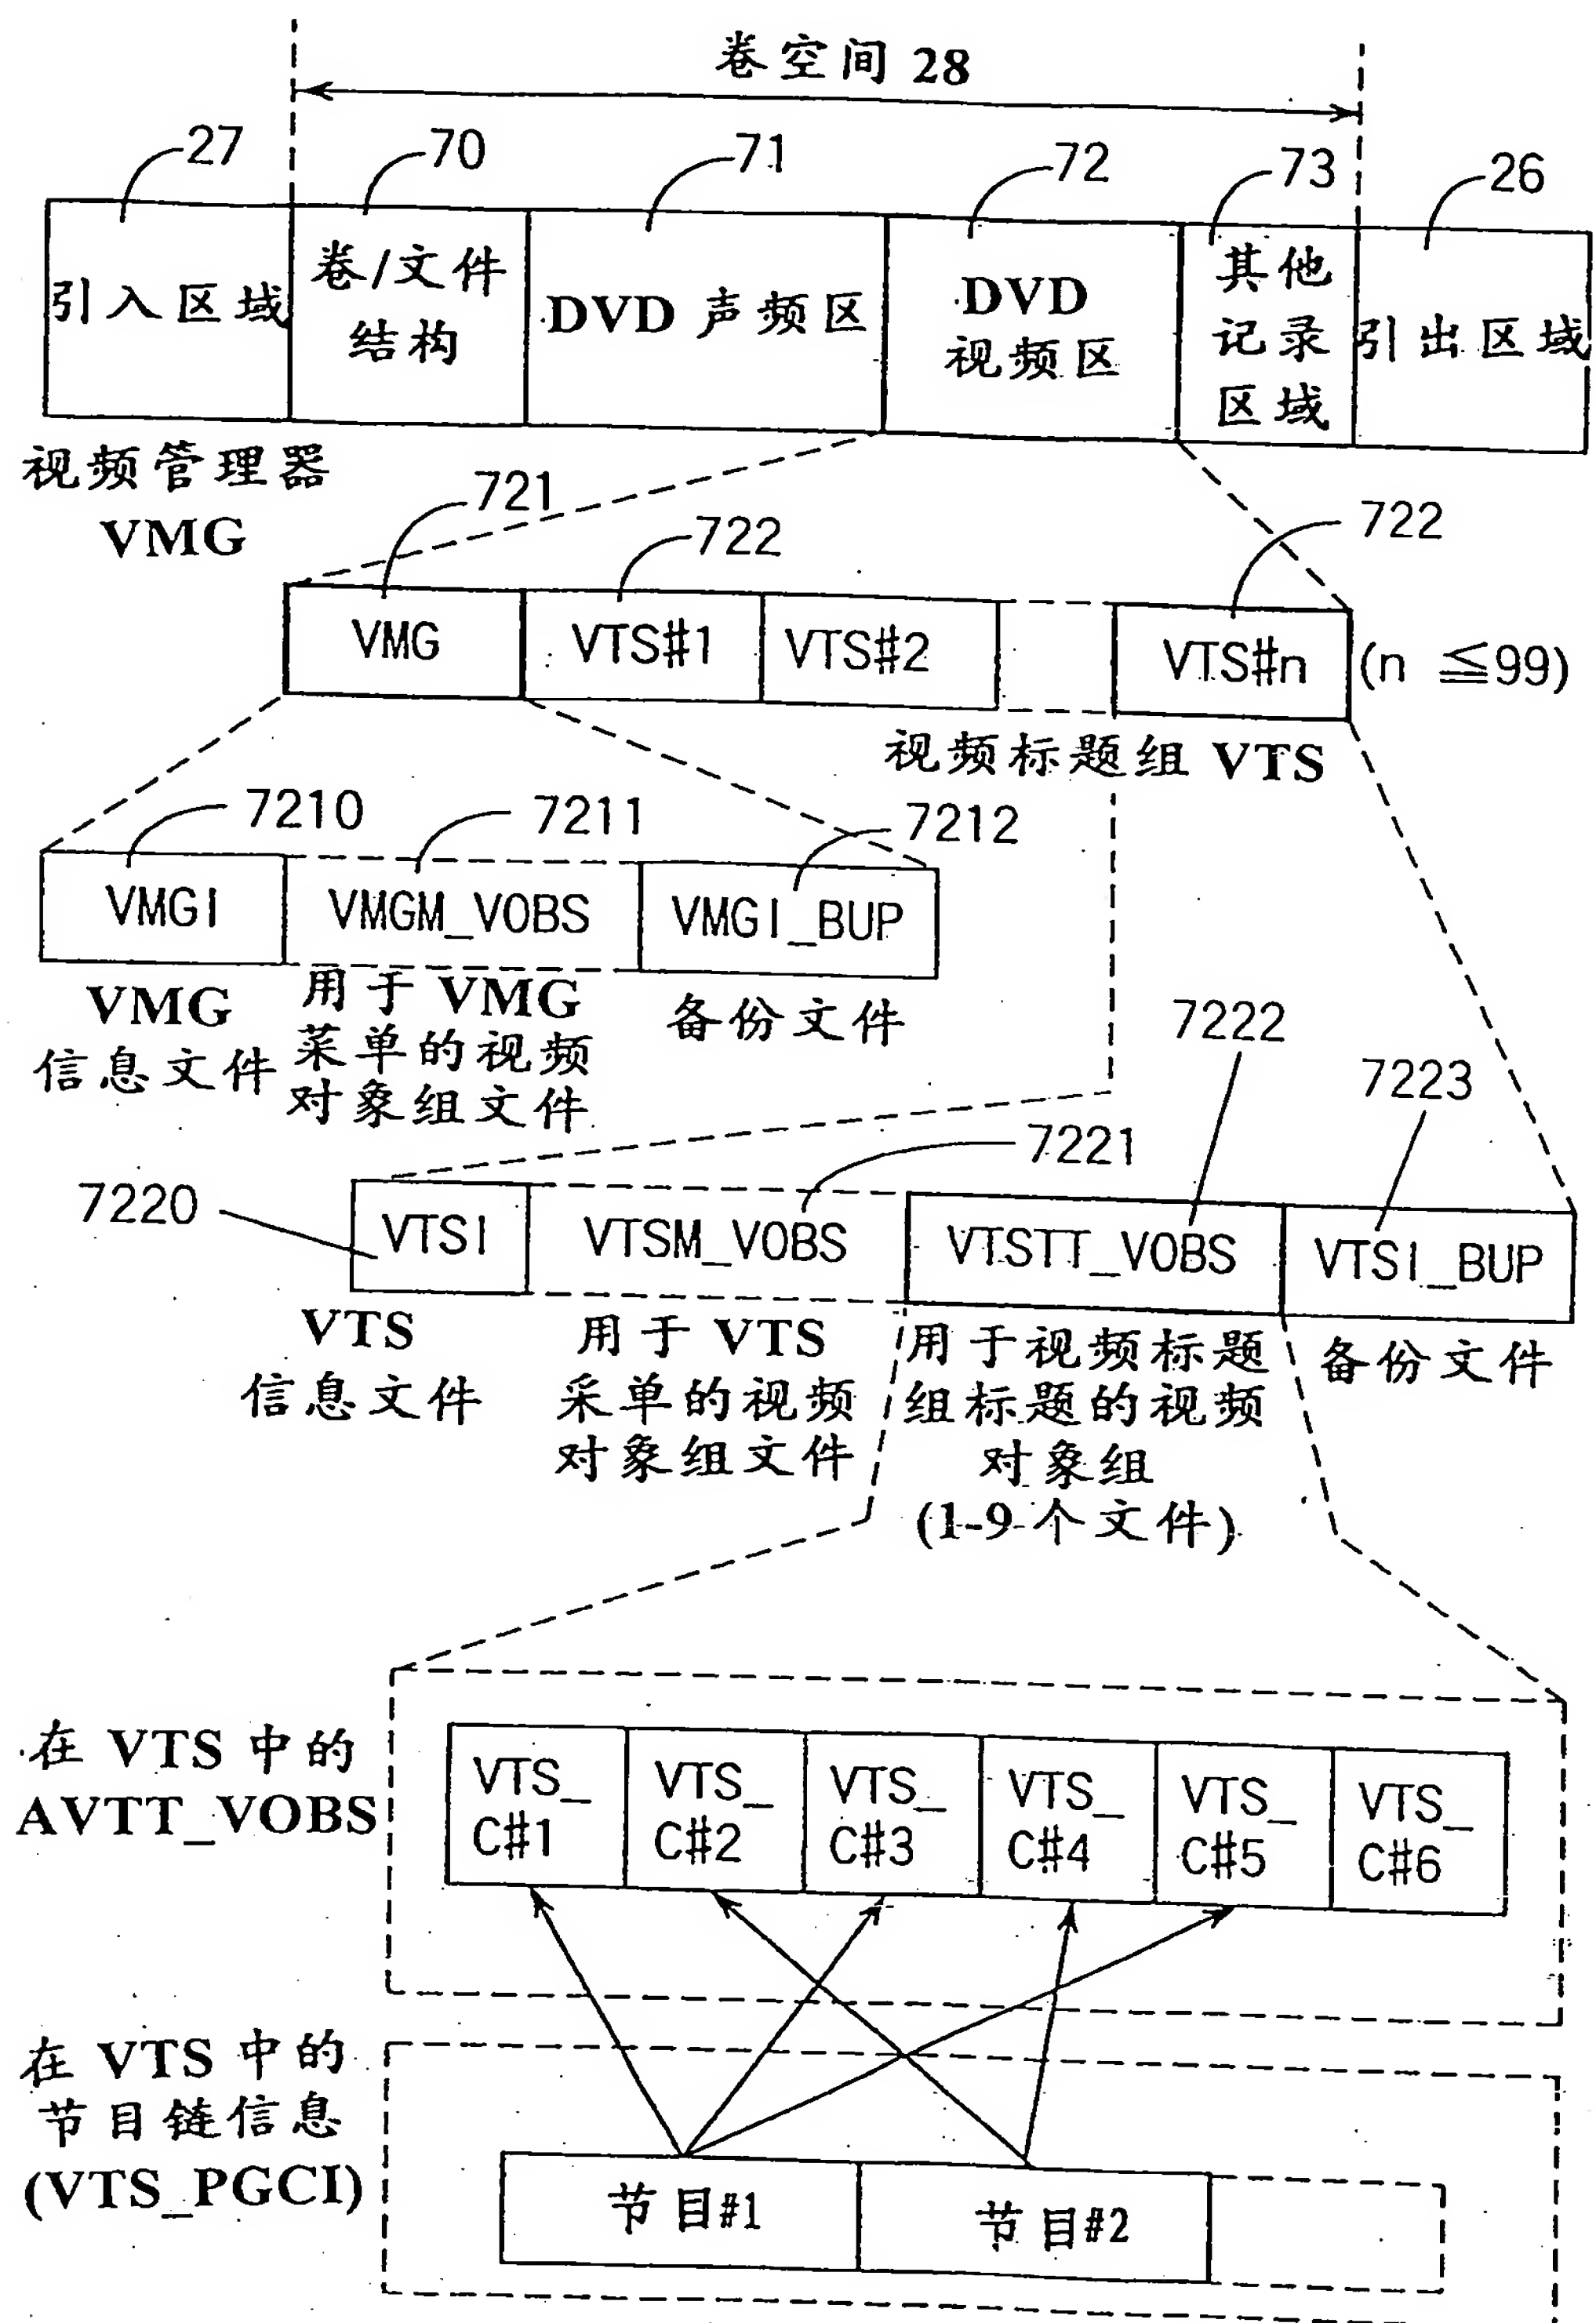 卷空间 28
27
70
71
72
73
26
引入区域
卷/文件
结构
DVD 声频区
DVD
视频区
其他
记录
区域
引出区域
视频管理器
VMG
721
722
722
VMG
VTS#1
VTS#2
VTS#n
(n ≦99)
视频标题组 VTS
7210
7211
7212
VMGI
VMGM_VOBS
VMGI_BUP
VMG
信息文件
用于 VMG
菜单的视频
对象组文件
备份文件
7222
7223
7221
7220
VTSI
VTSM_VOBS
VTSTT_VOBS
VTSI_BUP
VTS
信息文件
用于 VTS
采单的视频
对象组文件
用于视频标题
组标题的视频
对象组
(1-9 个文件)
备份文件
在 VTS 中的
AVTT_VOBS
VTS_
C#1
VTS_
C#2
VTS_
C#3
VTS_
C#4
VTS_
C#5
VTS_
C#6
在 VTS 中的
节目链信息
(VTS_PGCI)
节目#1
节目#2